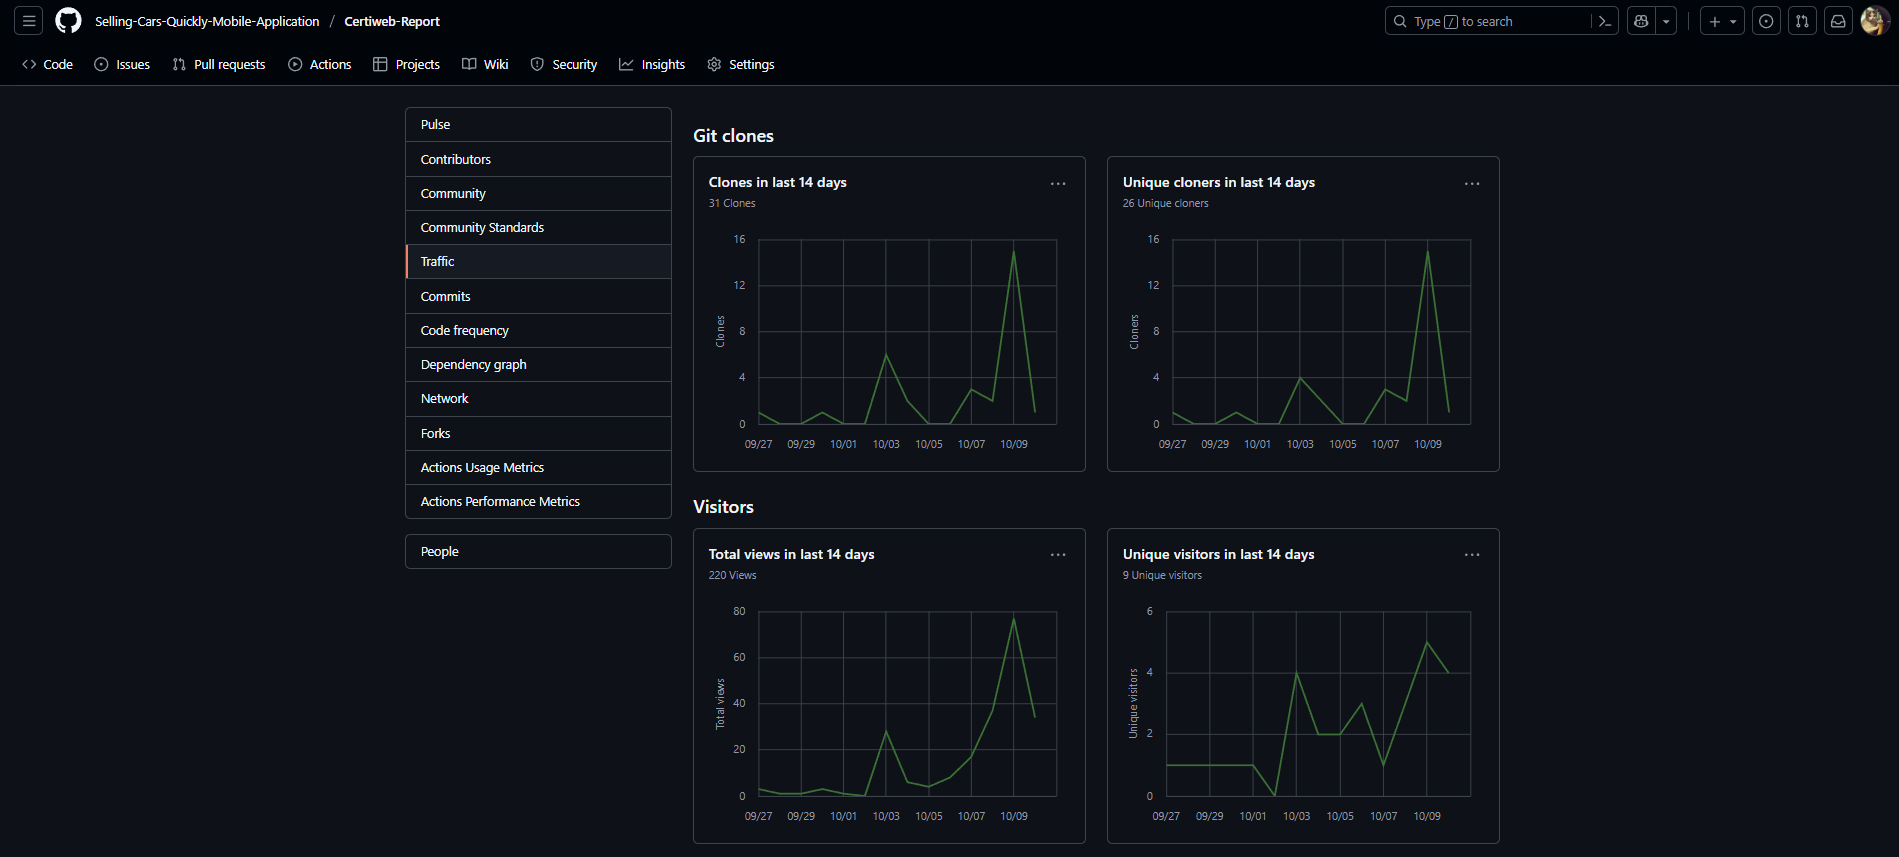 Selling-Cars-Quickly-Mobile-Application / Certiweb-Report
Type / to search
Code Issues Pull requests Actions Projects Wiki Security Insights Settings
Pulse
Contributors
Community
Community Standards
Traffic
Commits
Code frequency
Dependency graph
Network
Forks
Actions Usage Metrics
Actions Performance Metrics
People
Git clones
Clones in last 14 days
31 Clones
Clones
16
12
8
4
0
09/27 09/29 10/01 10/03 10/05 10/07 10/09
Unique cloners in last 14 days
26 Unique cloners
Cloners
16
12
8
4
0
09/27 09/29 10/01 10/03 10/05 10/07 10/09
Visitors
Total views in last 14 days
220 Views
Total views
80
60
40
20
0
09/27 09/29 10/01 10/03 10/05 10/07 10/09
Unique visitors in last 14 days
9 Unique visitors
Unique visitors
6
4
2
0
09/27 09/29 10/01 10/03 10/05 10/07 10/09